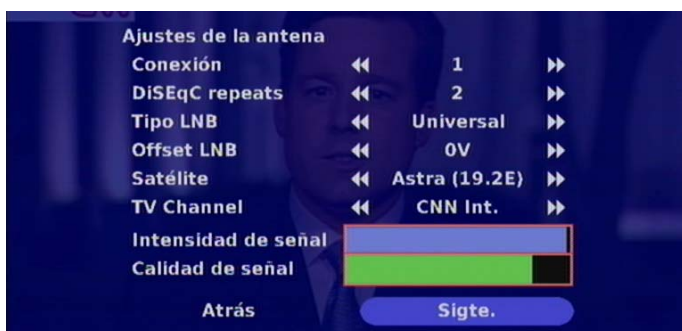 Ajustes de la antena
Conexión 1
DiSEqC repeats 2
Tipo LNB Universal
Offset LNB 0V
Satélite Astra (19.2E)
TV Channel CNN Int.
Intensidad de señal
Calidad de señal
Atrás Sigte.